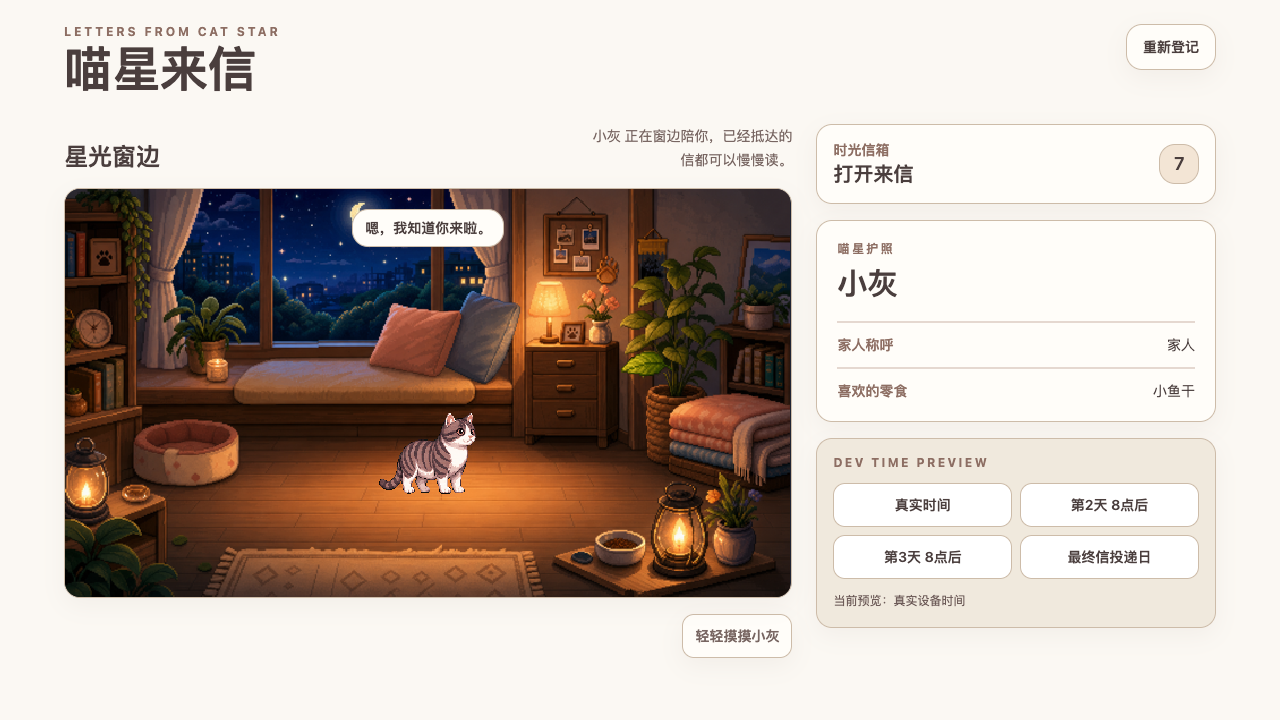 LETTERS FROM CAT STAR
喵星来信
重新登记
星光窗边
小灰 正在窗边陪你，已经抵达的
信都可以慢慢读。
嗯，我知道你来啦。
轻轻摸摸小灰
时光信箱
打开来信
7
喵星护照
小灰
家人称呼 家人
喜欢的零食 小鱼干
DEV TIME PREVIEW
真实时间 第2天 8点后
第3天 8点后 最终信投递日
当前预览：真实设备时间